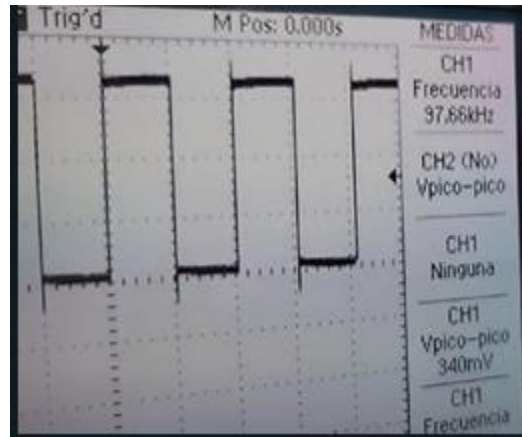 Trig'd
M Pos: 0.000s
MEDIDAS
CH1
Frecuencia
97.66kHz
CH2 (No)
Vpico-pico
CH1
Ninguna
CH1
Vpico-pico
340mV
CH1
Frecuencia